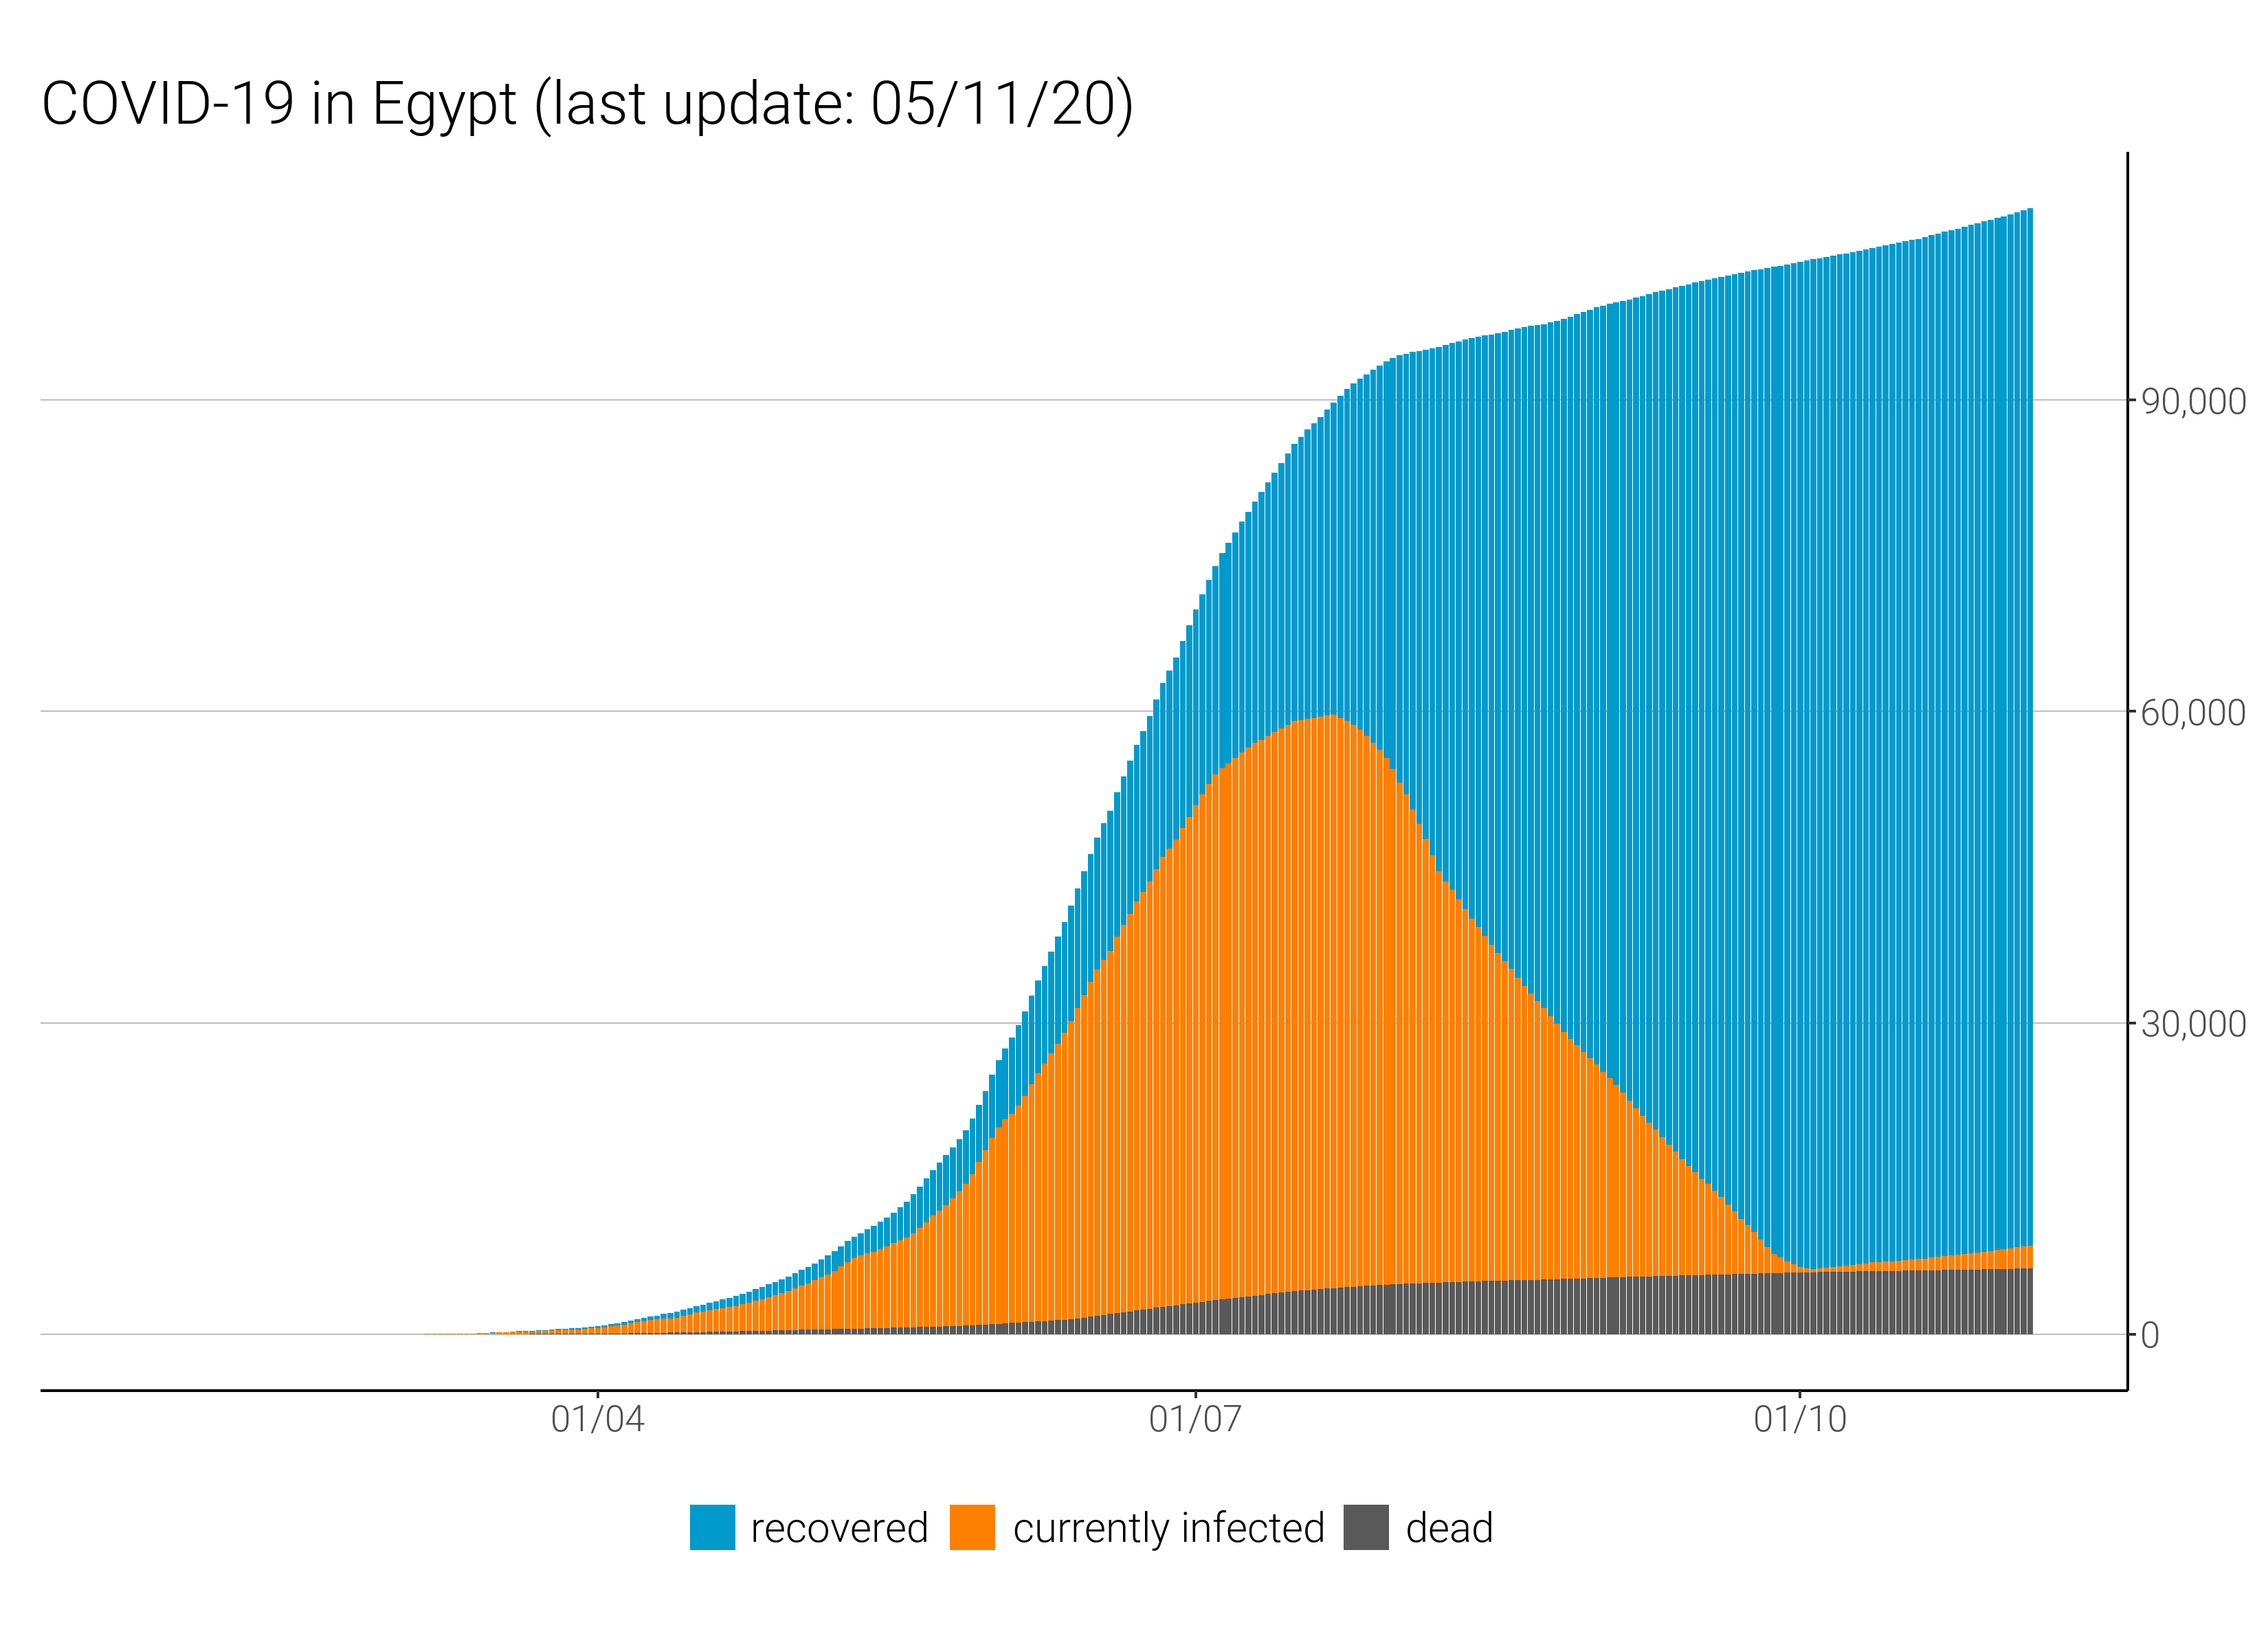 COVID-19 in Egypt (last update: 05/11/20)
90,000
60,000
30,000
0
01/04 01/07 01/10
recovered currently infected dead